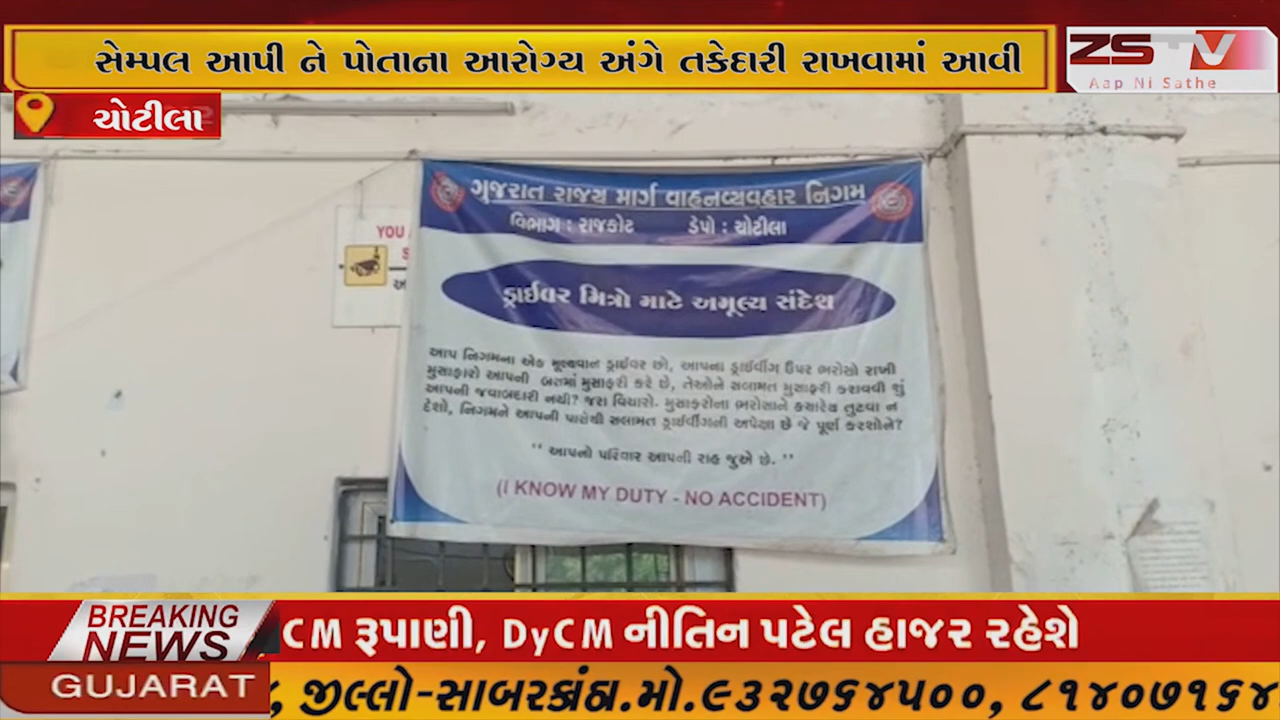 સેમ્પલ આપી ને પોતાના આરોગ્ય અંગે તકેદારી રાખવામાં આવી
ZS TV
Aap Ni Sathe
ચોટીલા
ગુજરાત રાજ્ય માર્ગ વાહનવ્યવહાર નિગમ
વિભાગ : રાજકોટ ડેપો : ચોટીલા
YOU
ડ્રાઈવર મિત્રો માટે અમૂલ્ય સંદેશ
આપ નિગમના એક મૂલ્યવાન ડ્રાઈવર છો, આપના ડ્રાઈવીંગ ઉપર ભરોસો રાખી
મુસાફરો આપની બસમાં મુસાફરી કરે છે, તેઓને સલામત મુસાફરી કરાવવી શું
આપની જવાબદારી નથી? જરા વિચારો. મુસાફરોના ભરોસાને ક્યારેય તુટવા ન
દેશો, નિગમને આપની પાસેથી સલામત ડ્રાઈવીંગની અપેક્ષા છે જે પૂર્ણ કરશોને?
" આપનો પરિવાર આપની રાહ જુએ છે. "
(I KNOW MY DUTY - NO ACCIDENT)
BREAKING NEWS
CM રૂપાણી, DyCM નીતિન પટેલ હાજર રહેશે
GUJARAT
, જીલ્લો-સાબરકાંઠા.મો.૯૩૨૭૬૪૫૦૦, ૮૧૪૦૭૧૬૪